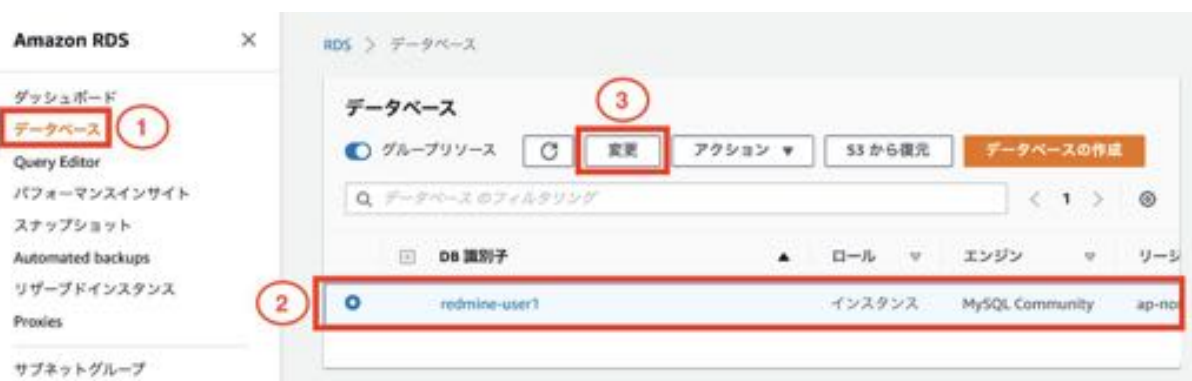 Amazon RDS ×
ダッシュボード
データベース 1
Query Editor
パフォーマンスインサイト
スナップショット
Automated backups
リザーブドインスタンス
Proxies
サブネットグループ
RDS > データベース
データベース 3
グループリソース 変更 アクション ▼ S3 から復元 データベースの作成
データベース のフィルタリング < 1 >
DB 識別子 ▲ ロール ▽ エンジン ▽ リージ
2 redmine-user1 インスタンス MySQL Community ap-no